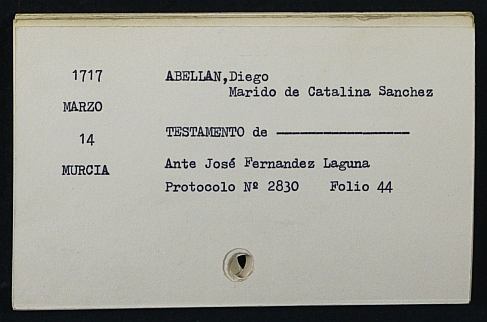 1717 ABELLAN,Diego
Marido de Catalina Sanchez
MARZO
14 TESTAMENTO de -----------------
MURCIA Ante José Fernandez Laguna
Protocolo Nº 2830 Folio 44